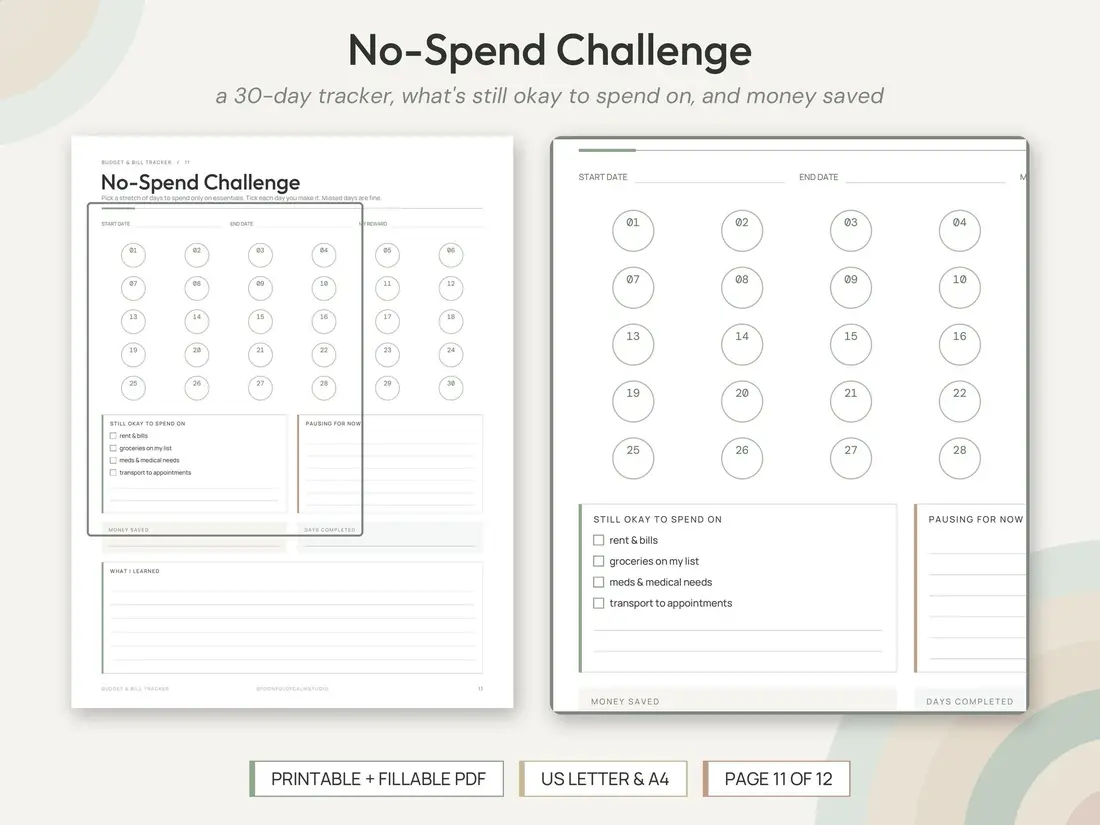 No-Spend Challenge
a 30-day tracker, what's still okay to spend on, and money saved
BUDGET & BILL TRACKER / 11
No-Spend Challenge
Pick a stretch of days to spend only on essentials. Tick each day you make it. Missed days are fine.
START DATE END DATE MY REWARD
01 02 03 04 05 06
07 08 09 10 11 12
13 14 15 16 17 18
19 20 21 22 23 24
25 26 27 28 29 30
STILL OKAY TO SPEND ON
rent & bills
groceries on my list
meds & medical needs
transport to appointments
PAUSING FOR NOW
MONEY SAVED
DAYS COMPLETED
WHAT I LEARNED
BUDGET & BILL TRACKER
11
START DATE END DATE M
01 02 03 04
07 08 09 10
13 14 15 16
19 20 21 22
25 26 27 28
STILL OKAY TO SPEND ON
rent & bills
groceries on my list
meds & medical needs
transport to appointments
PAUSING FOR NOW
MONEY SAVED
DAYS COMPLETED
PRINTABLE + FILLABLE PDF
US LETTER & A4
PAGE 11 OF 12